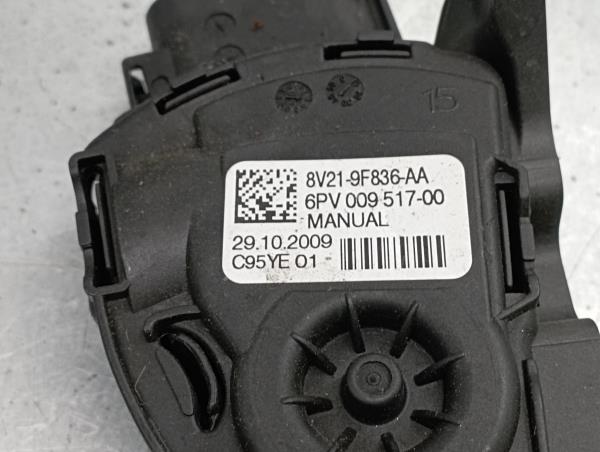 15
8V21-9F836-AA
6PV 009 517-00
MANUAL
29.10.2009
C95YE 01